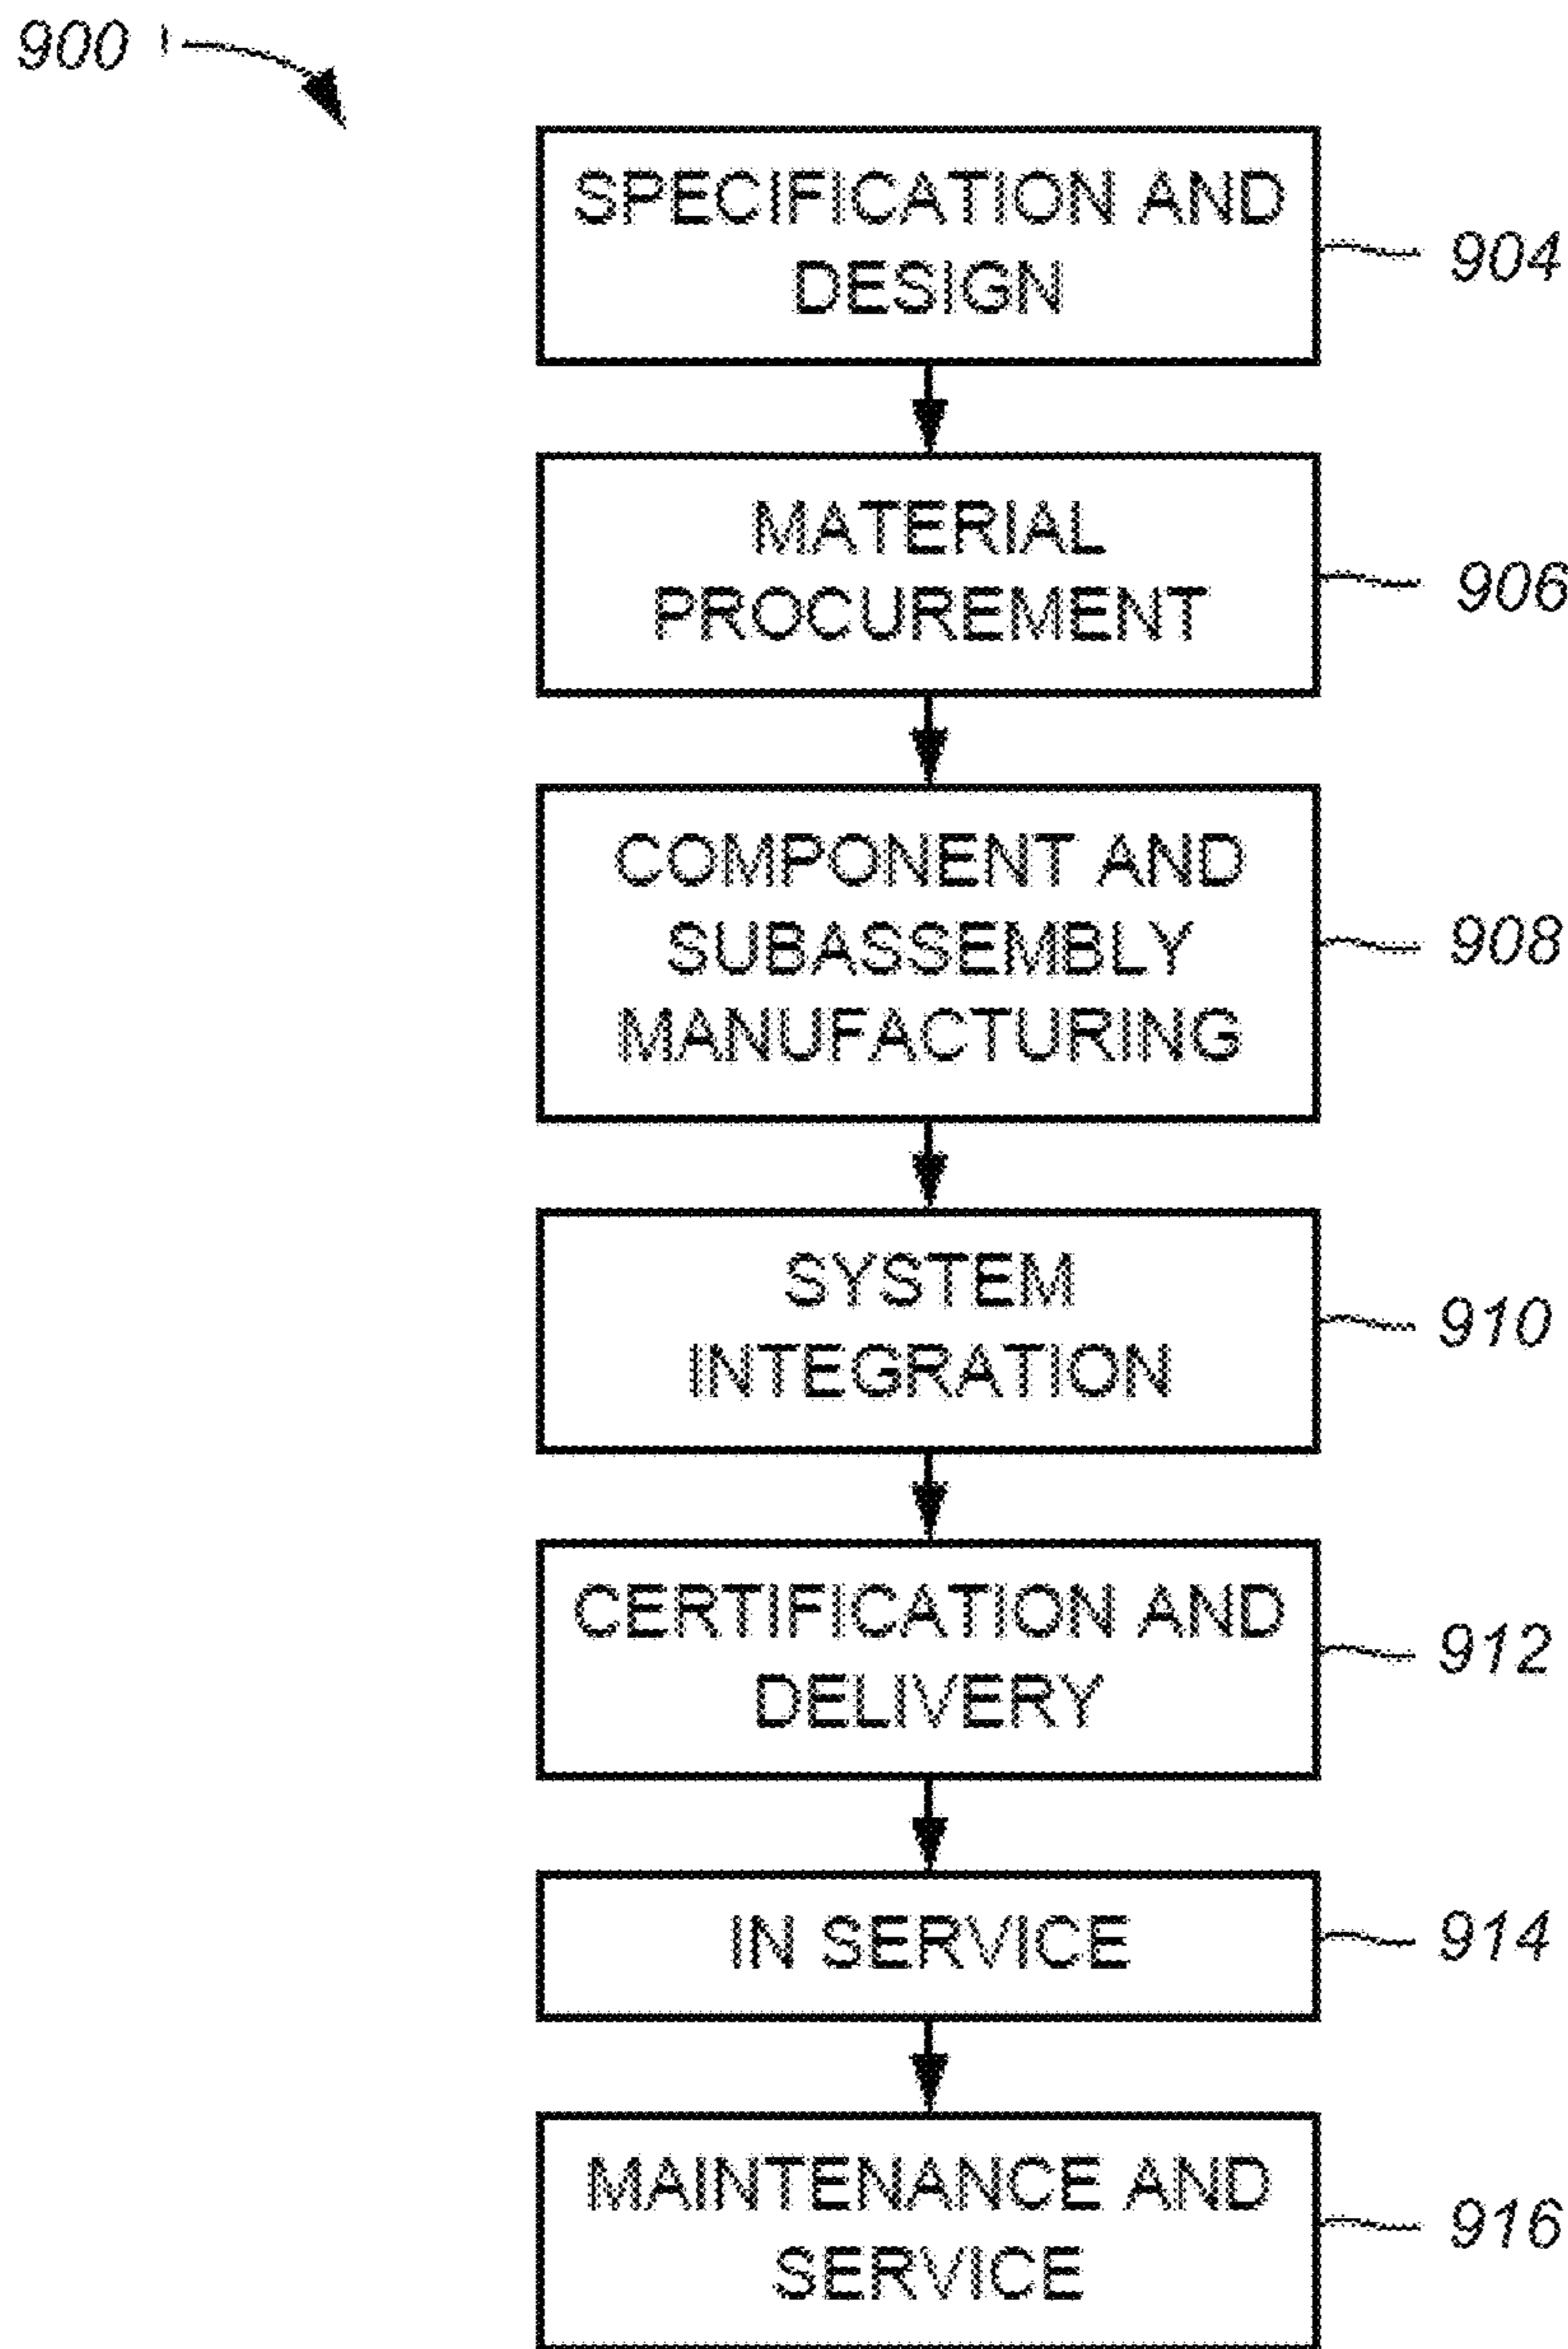 900
SPECIFICATION AND
DESIGN
904
MATERIAL
PROCUREMENT
906
COMPONENT AND
SUBASSEMBLY
MANUFACTURING
908
SYSTEM
INTEGRATION
910
CERTIFICATION AND
DELIVERY
912
IN SERVICE
914
MAINTENANCE AND
SERVICE
916